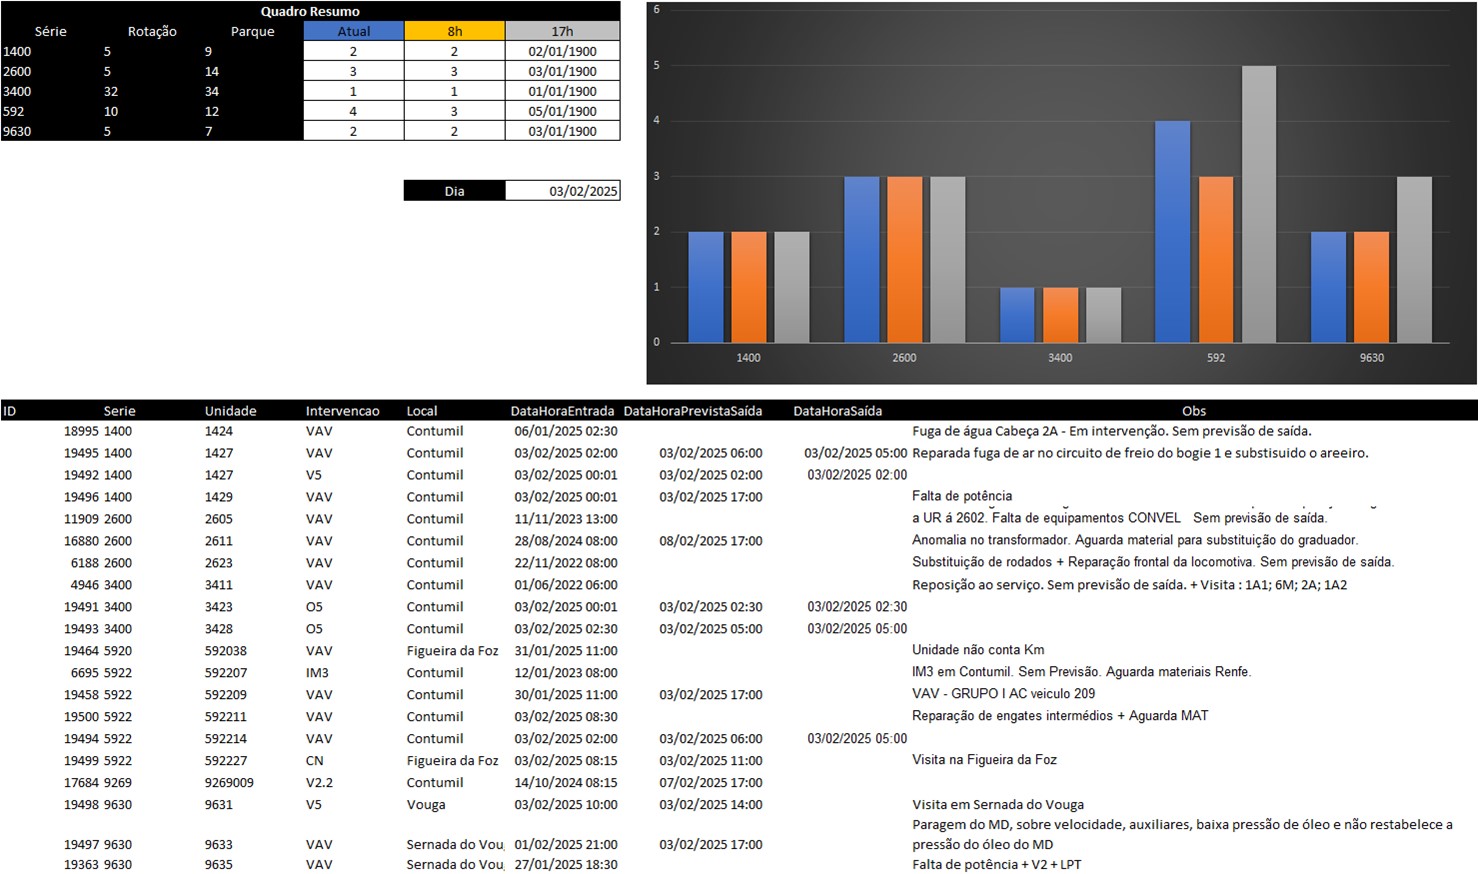 Quadro Resumo
Série Rotação Parque Atual 8h 17h
1400 5 9 2 2 02/01/1900
2600 5 14 3 3 03/01/1900
3400 32 34 1 1 01/01/1900
592 10 12 4 3 05/01/1900
9630 5 7 2 2 03/01/1900
Dia 03/02/2025
6
5
4
3
2
1
0
1400 2600 3400 592 9630
ID Serie Unidade Intervencao Local DataHoraEntrada DataHoraPrevistaSaída DataHoraSaída Obs
18995 1400 1424 VAV Contumil 06/01/2025 02:30 Fuga de água Cabeça 2A - Em intervenção. Sem previsão de saída.
19495 1400 1427 VAV Contumil 03/02/2025 02:00 03/02/2025 06:00 03/02/2025 05:00 Reparada fuga de ar no circuito de freio do bogie 1 e substisuido o areeiro.
19492 1400 1427 V5 Contumil 03/02/2025 00:01 03/02/2025 02:00 03/02/2025 02:00
19496 1400 1429 VAV Contumil 03/02/2025 00:01 03/02/2025 17:00 Falta de potência
11909 2600 2605 VAV Contumil 11/11/2023 13:00 a UR á 2602. Falta de equipamentos CONVEL Sem previsão de saída.
16880 2600 2611 VAV Contumil 28/08/2024 08:00 08/02/2025 17:00 Anomalia no transformador. Aguarda material para substituição do graduador.
6188 2600 2623 VAV Contumil 22/11/2022 08:00 Substituição de rodados + Reparação frontal da locomotiva. Sem previsão de saída.
4946 3400 3411 VAV Contumil 01/06/2022 06:00 Reposição ao serviço. Sem previsão de saída. + Visita : 1A1; 6M; 2A; 1A2
19491 3400 3423 O5 Contumil 03/02/2025 00:01 03/02/2025 02:30 03/02/2025 02:30
19493 3400 3428 O5 Contumil 03/02/2025 02:30 03/02/2025 05:00 03/02/2025 05:00
19464 5920 592038 VAV Figueira da Foz 31/01/2025 11:00 Unidade não conta Km
6695 5922 592207 IM3 Contumil 12/01/2023 08:00 IM3 em Contumil. Sem Previsão. Aguarda materiais Renfe.
19458 5922 592209 VAV Contumil 30/01/2025 11:00 03/02/2025 17:00 VAV - GRUPO I AC veiculo 209
19500 5922 592211 VAV Contumil 03/02/2025 08:30 Reparação de engates intermédios + Aguarda MAT
19494 5922 592214 VAV Contumil 03/02/2025 02:00 03/02/2025 06:00 03/02/2025 05:00
19499 5922 592227 CN Figueira da Foz 03/02/2025 08:15 03/02/2025 11:00 Visita na Figueira da Foz
17684 9269 9269009 V2.2 Contumil 14/10/2024 08:15 07/02/2025 17:00
19498 9630 9631 V5 Vouga 03/02/2025 10:00 03/02/2025 14:00 Visita em Sernada do Vouga
Paragem do MD, sobre velocidade, auxiliares, baixa pressão de óleo e não restabelece a
19497 9630 9633 VAV Sernada do Vou 01/02/2025 21:00 03/02/2025 17:00 pressão do óleo do MD
19363 9630 9635 VAV Sernada do Vou 27/01/2025 18:30 Falta de potência + V2 + LPT